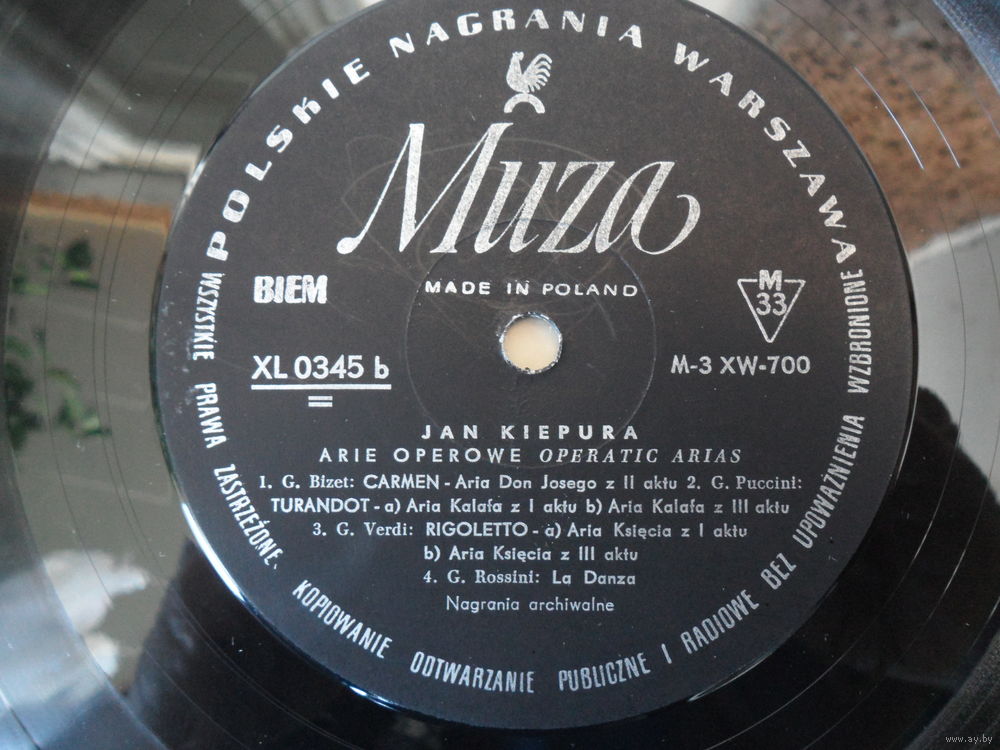 POLSKIE NAGRANIA WARSZAWA
Muza
MADE IN POLAND
BIEM
M
33
XL 0345 b
M-3 XW-700
JAN KIEPURA
ARIE OPEROWE OPERATIC ARIAS
1. G. Bizet: CARMEN - Aria Don Josego z II aktu 2. G. Puccini:
TURANDOT - a) Aria Kalafa z I aktu b) Aria Kalafa z III aktu
3. G. Verdi: RIGOLETTO - a) Aria Księcia z I aktu
b) Aria Księcia z III aktu
4. G. Rossini: La Danza
Nagrania archiwalne
WSZYSTKIE PRAWA ZASTRZEŻONE. KOPIOWANIE ODTWARZANIE PUBLICZNE I RADIOWE BEZ UPOWAŻNIENIA WZBRONIONE
www.ay.by